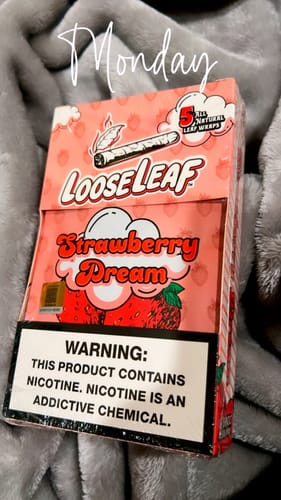 Monday
5 ALL
NATURAL
LEAF WRAPS
LOOSELEAF
Strawberry
Dream
WARNING:
THIS PRODUCT CONTAINS
NICOTINE. NICOTINE IS AN
ADDICTIVE CHEMICAL.